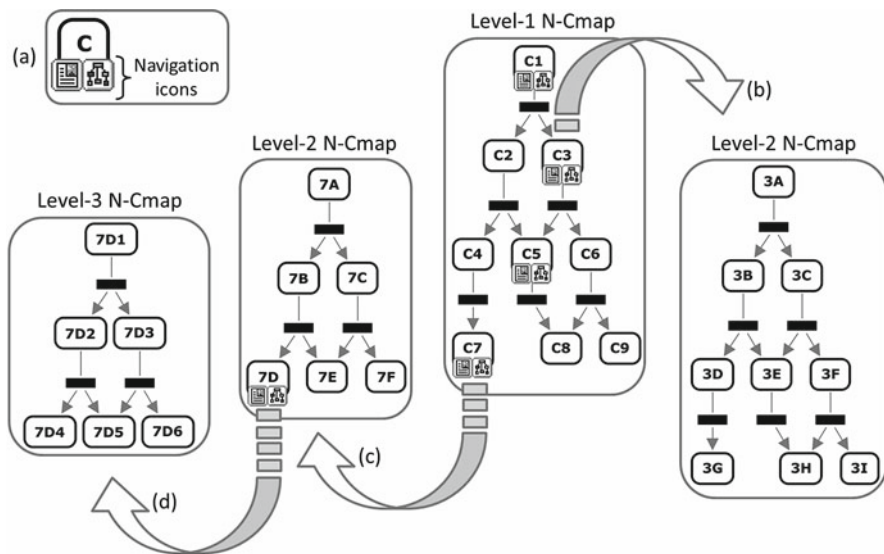 Level-1 N-Cmap
(a)
C
Navigation
icons
C1
(b)
Level-2 N-Cmap
C2
C3
Level-2 N-Cmap
7A
3A
Level-3 N-Cmap
7D1
C4
C5
C6
7B
7C
3B
3C
7D2
7D3
C7
C8
C9
7D
7E
7F
3D
3E
3F
7D4
7D5
7D6
(c)
3G
3H
3I
(d)